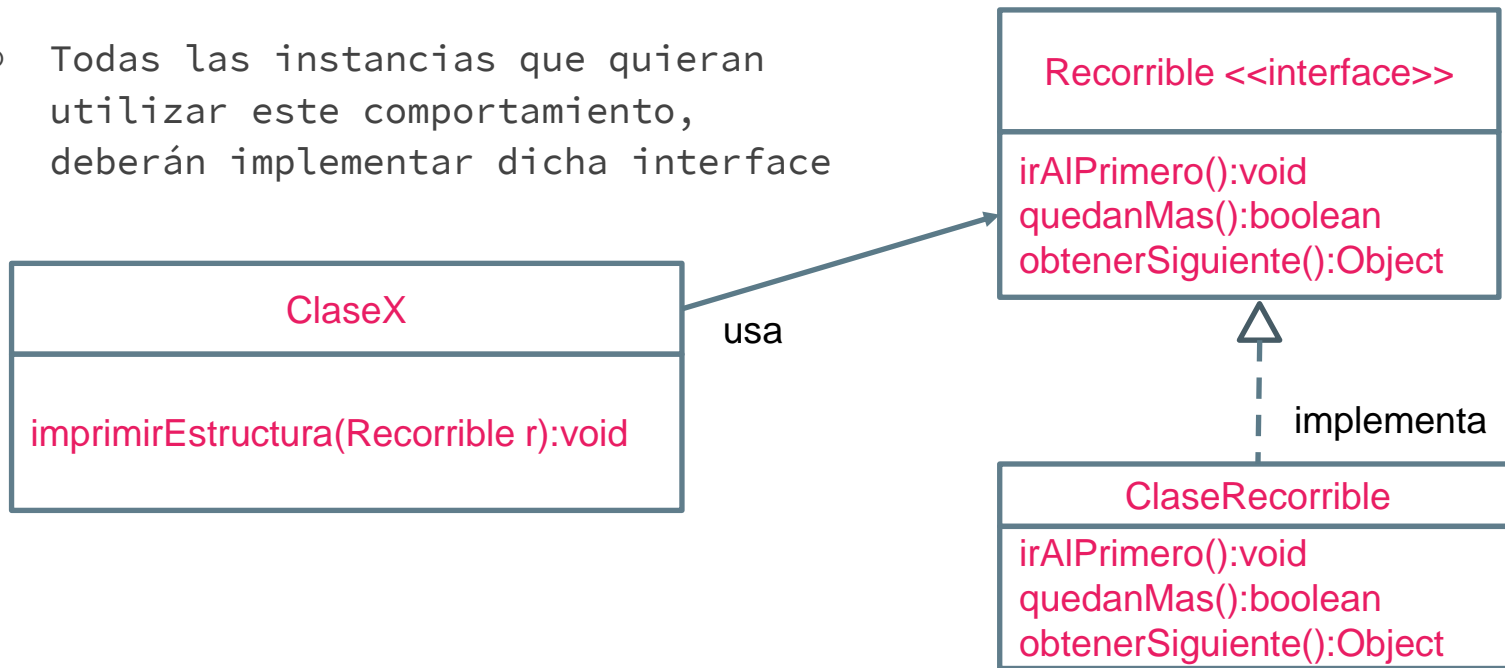 Todas las instancias que quieran
utilizar este comportamiento,
deberán implementar dicha interface
Recorrible <<interface>>
irAlPrimero():void
quedanMas():boolean
obtenerSiguiente():Object
ClaseX
imprimirEstructura(Recorrible r):void
usa
implementa
ClaseRecorrible
irAlPrimero():void
quedanMas():boolean
obtenerSiguiente():Object